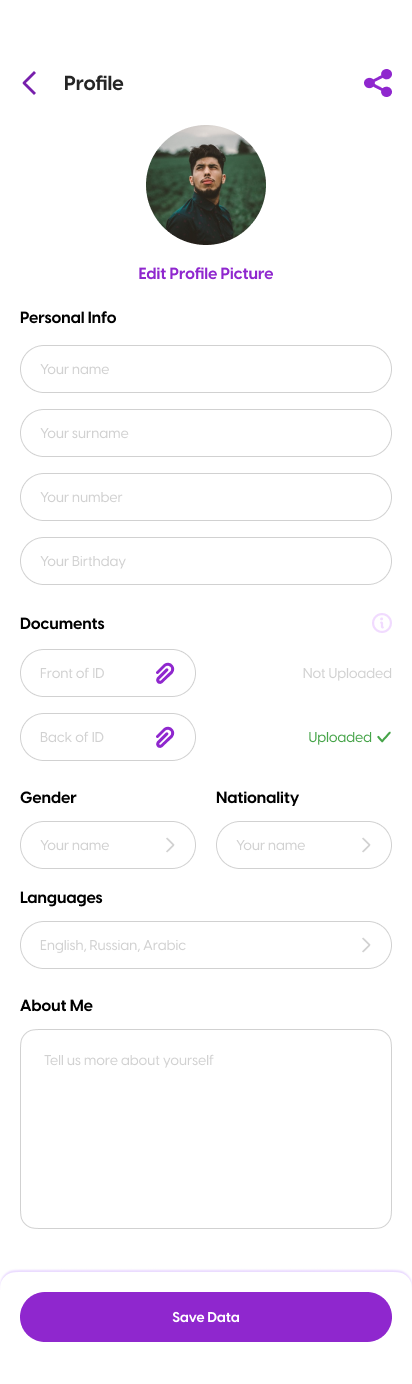 Profile
Edit Profile Picture
Personal Info
Your name
Your surname
Your number
Your Birthday
Documents
Front of ID
Not Uploaded
Back of ID
Uploaded
Gender
Nationality
Your name
Your name
Languages
English, Russian, Arabic
About Me
Tell us more about yourself
Save Data